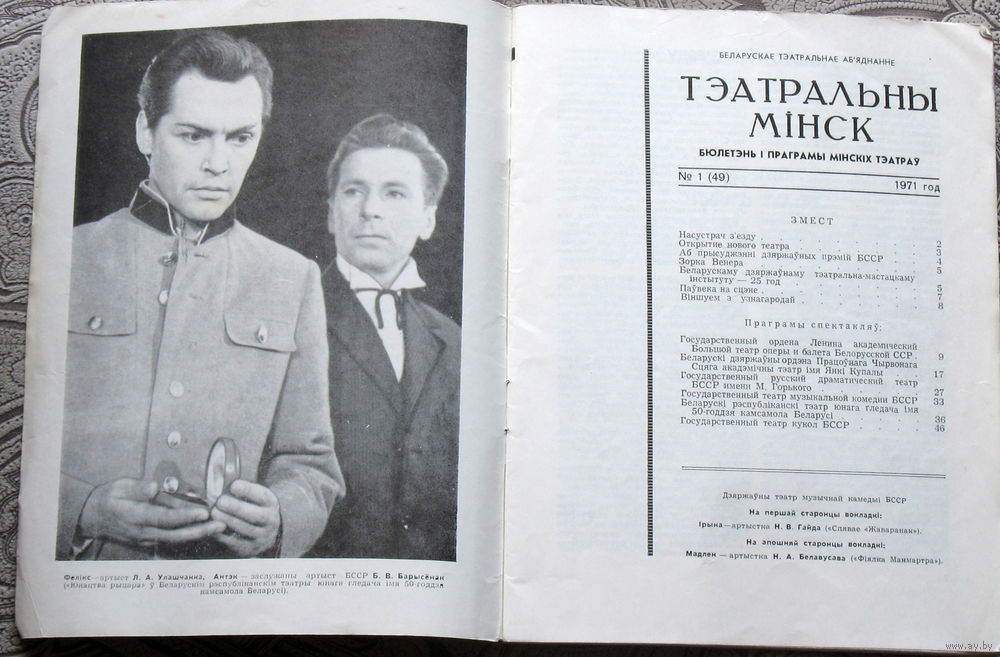 Фелікс — артыст Л. А. Улашчанка, Антэк — заслужаны артыст БССР Б. В. Барысёнак
(«Юнацтва рыцара» ў Беларускім рэспубліканскім тэатры юнага гледача імя 50-годдзя
камсамола Беларусі).
БЕЛАРУСКАЕ ТЭАТРАЛЬНАЕ АБ'ЯДНАННЕ
ТЭАТРАЛЬНЫ
МІНСК
БЮЛЕТЭНЬ І ПРАГРАМЫ МІНСКІХ ТЭАТРАЎ
№ 1 (49)
1971 год
ЗМЕСТ
Насустрач з'езду . . . . . . . . . . 2
Открытие нового театра . . . . . . . . 3
Аб прысуджэнні дзяржаўных прэмій БССР . . 4
Зорка Венера . . . . . . . . . . 5
Беларускаму дзяржаўнаму тэатральна-мастацкаму
інстытуту — 25 год . . . . . . . . 5
Паўвека на сцэне . . . . . . . . . . 7
Віншуем з узнагародай . . . . . . . . 8
Праграмы спектакляў:
Государственный ордена Ленина академический
Большой театр оперы и балета Белорусской ССР . 9
Беларускі дзяржаўны ордэна Працоўнага Чырвонага
Сцяга акадэмічны тэатр імя Янкі Купалы . . 17
Государственный русский драматический театр
БССР имени М. Горького . . . . . . 27
Государственный театр музыкальной комедии БССР 33
Беларускі рэспубліканскі тэатр юнага гледача імя
50-годдзя камсамола Беларусі . . . . . 36
Государственный театр кукол БССР . . . . . 46
Дзяржаўны тэатр музычнай камедыі БССР
На першай старонцы вокладкі:
Ірына — артыстка Н. В. Гайда («Спявае «Жаваранак»).
На апошняй старонцы вокладкі:
Мадлен — артыстка Н. А. Белавусава («Фіялка Манмартра»).
www.ay.by